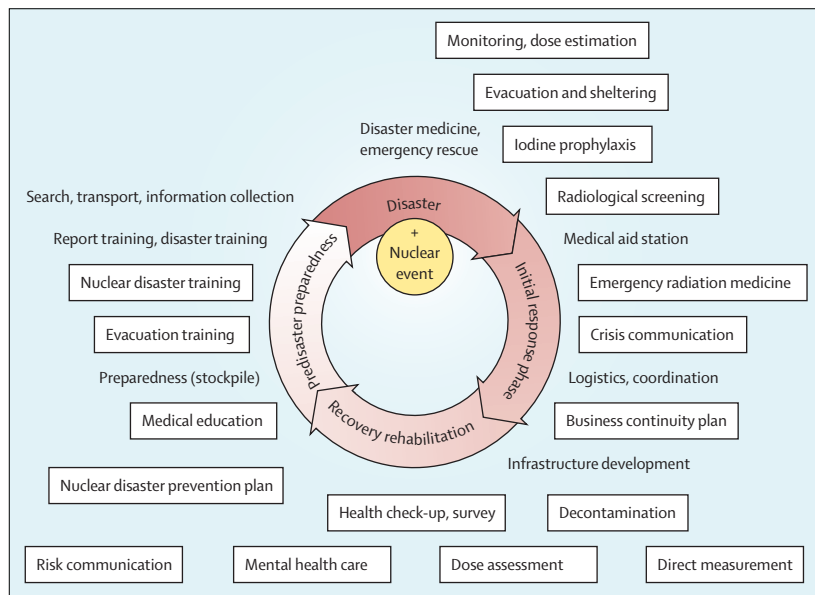 Monitoring, dose estimation
Evacuation and sheltering
Disaster medicine,
emergency rescue
Iodine prophylaxis
Search, transport, information collection
Disaster
Radiological screening
Report training, disaster training
+
Nuclear
event
Medical aid station
Nuclear disaster training
Predisaster preparedness
Initial response phase
Emergency radiation medicine
Evacuation training
Crisis communication
Preparedness (stockpile)
Logistics, coordination
Medical education
Recovery rehabilitation
Business continuity plan
Infrastructure development
Nuclear disaster prevention plan
Health check-up, survey
Decontamination
Risk communication
Mental health care
Dose assessment
Direct measurement